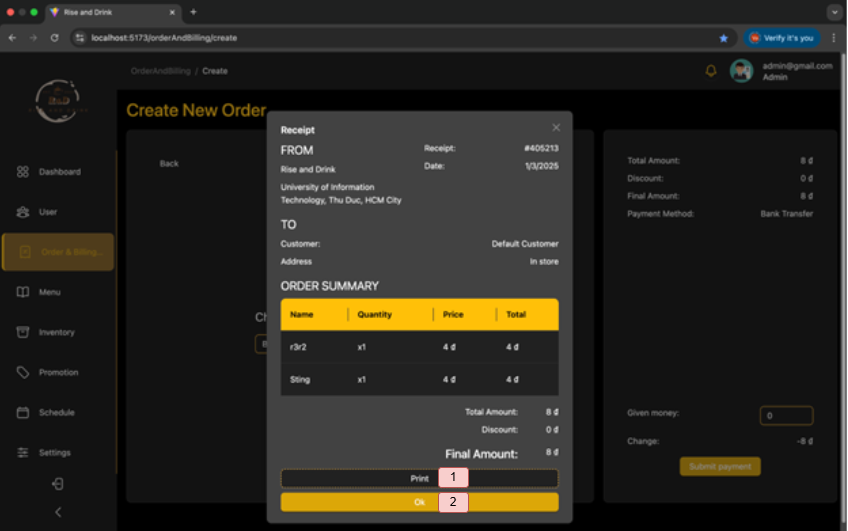 Rise and Drink
localhost:5173/orderAndBilling/create
Verify it's you
OrderAndBilling / Create
admin@gmail.com
Admin
Create New Order
Dashboard
User
Order & Billing...
Menu
Inventory
Promotion
Schedule
Settings
Back
Receipt
FROM
Receipt: #405213
Rise and Drink
Date: 1/3/2025
University of Information
Technology, Thu Duc, HCM City
TO
Customer: Default Customer
Address In store
ORDER SUMMARY
Name Quantity Price Total
r3r2 x1 4 đ 4 đ
Sting x1 4 đ 4 đ
Total Amount: 8 đ
Discount: 0 đ
Final Amount: 8 đ
Print 1
Ok 2
Total Amount: 8 đ
Discount: 0 đ
Final Amount: 8 đ
Payment Method: Bank Transfer
Given money: 0
Change: -8 đ
Submit payment